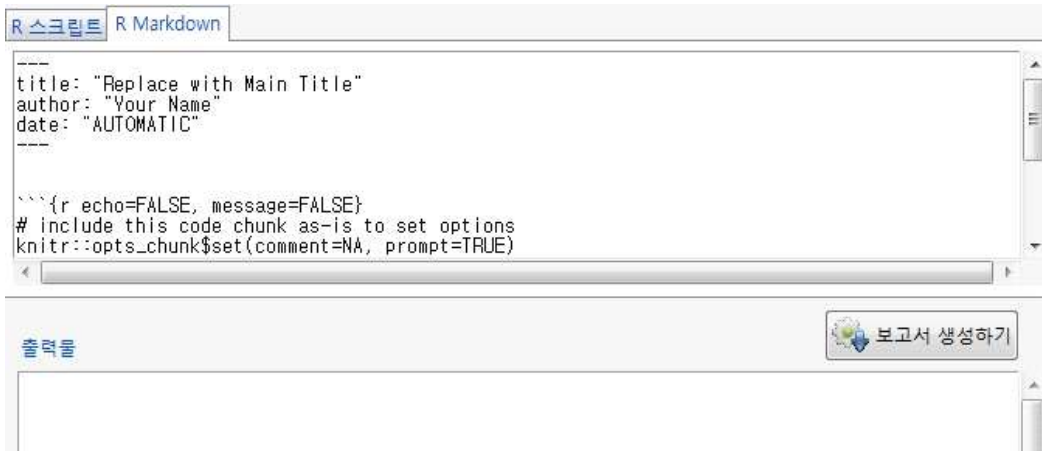 R 스크립트 R Markdown
---
title: "Replace with Main Title"
author: "Your Name"
date: "AUTOMATIC"
---
```{r echo=FALSE, message=FALSE}
# include this code chunk as-is to set options
knitr::opts_chunk$set(comment=NA, prompt=TRUE)
보고서 생성하기
출력물